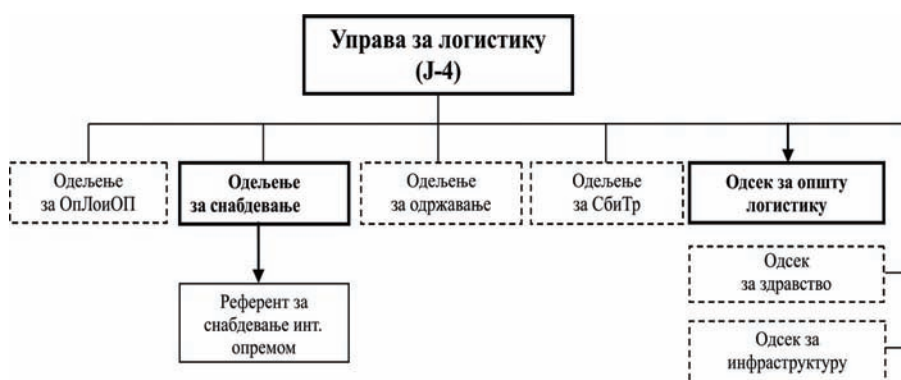 Управа за логистику
(Ј-4)
Одељење
за ОпЛоиОП
Одељење
за снабдевање
Одељење
за одржавање
Одељење
за СбиТр
Одсек за општу
логистику
Референт за
снабдевање инт.
опремом
Одсек
за здравство
Одсек за
инфраструктуру